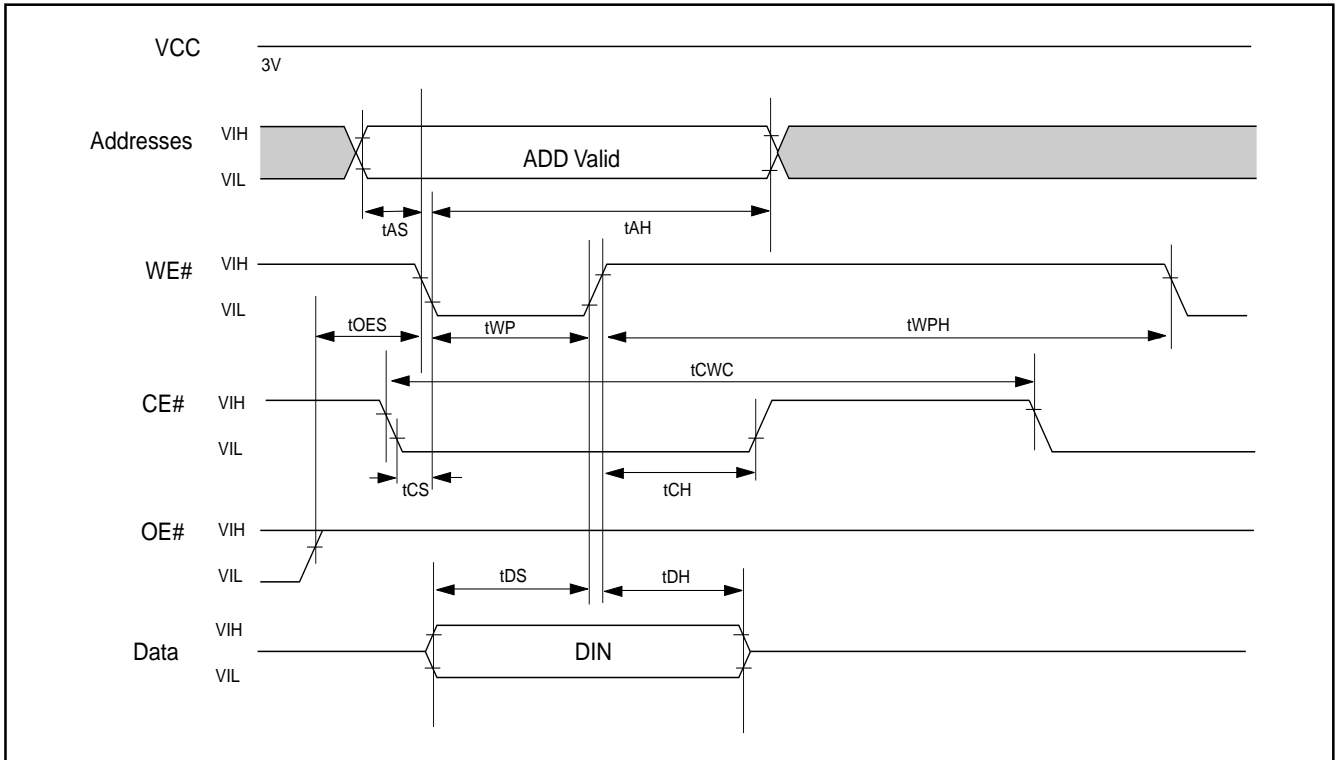 VCC
3V
Addresses
VIH
ADD Valid
VIL
tAS
tAH
WE#
VIH
VIL
tOES
tWP
tWPH
tCWC
CE#
VIH
VIL
tCS
tCH
OE#
VIH
VIL
tDS
tDH
VIH
Data
DIN
VIL